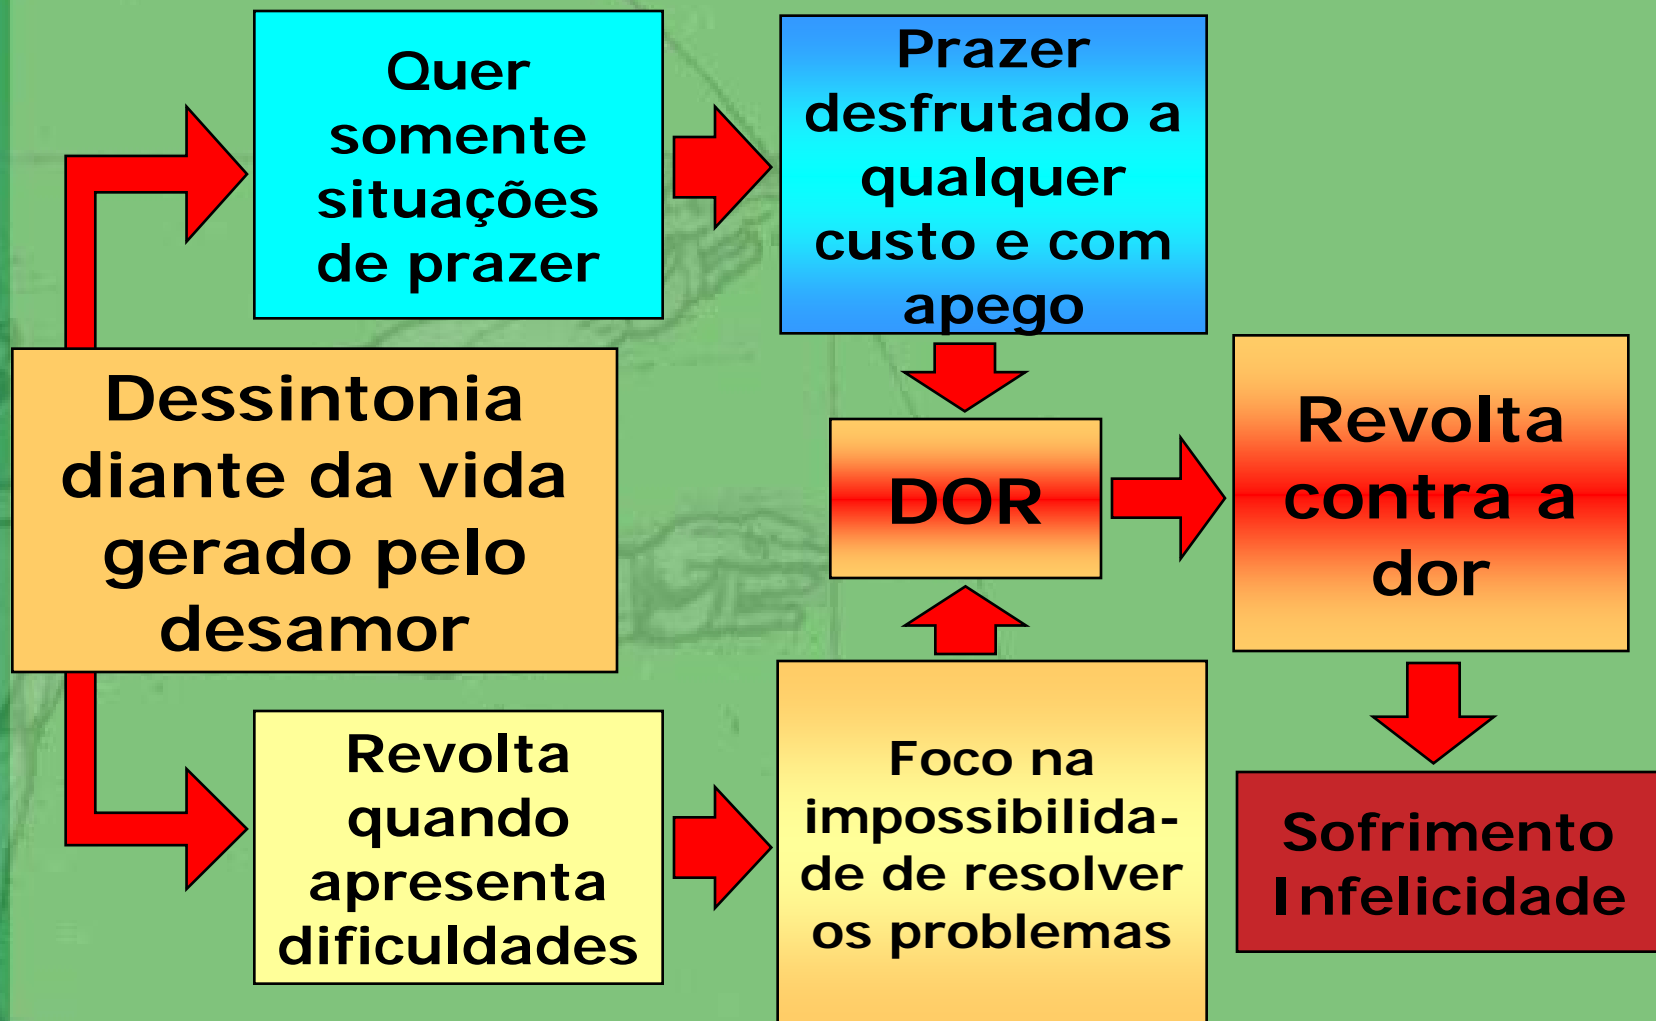 Quer
somente
situações
de prazer
Prazer
desfrutado a
qualquer
custo e com
apego
Dessintonia
diante da vida
gerado pelo
desamor
DOR
Revolta
contra a
dor
Revolta
quando
apresenta
dificuldades
Foco na
impossibilida-
de de resolver
os problemas
Sofrimento
Infelicidade